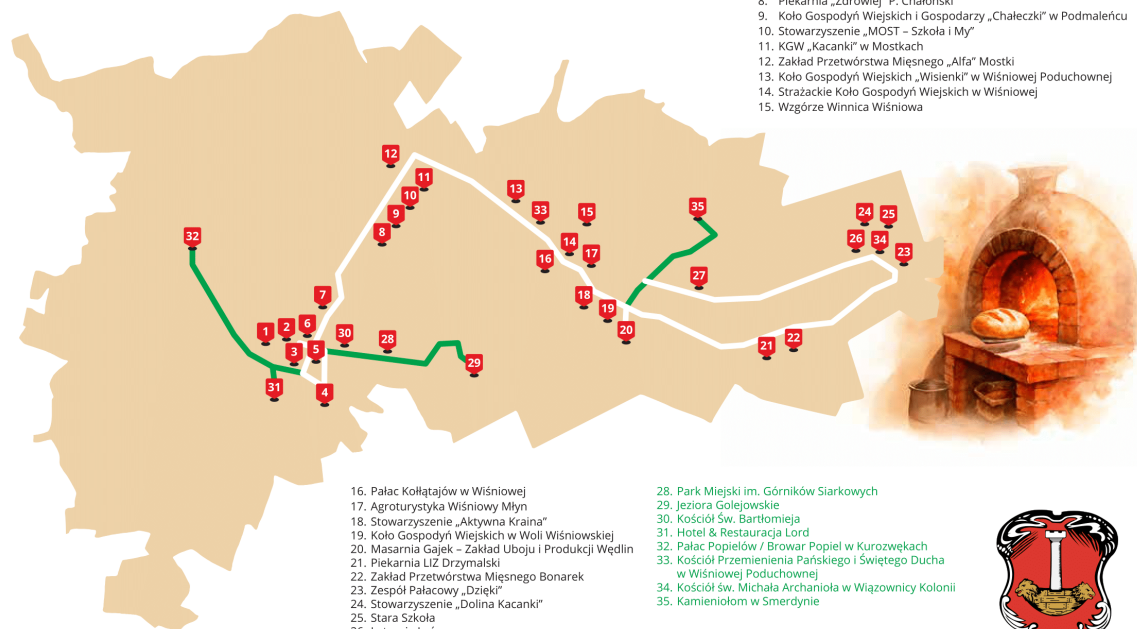 8. Piekarnia „Zdrowiej" P. Chałoński
9. Koło Gospodyń Wiejskich i Gospodarzy „Chałeczki” w Podmaleńcu
10. Stowarzyszenie „MOST – Szkoła i My”
11. KGW „Kacanki” w Mostkach
12. Zakład Przetwórstwa Mięsnego „Alfa” Mostki
13. Koło Gospodyń Wiejskich „Wisienki” w Wiśniowej Poduchownej
14. Strażackie Koło Gospodyń Wiejskich w Wiśniowej
15. Wzgórze Winnica Wiśniowa
12
11
10
9
8
13
33
15
14
16
17
35
24
25
26
34
23
32
27
18
19
20
7
1
2
6
30
28
3
5
29
21
22
31
4
16. Pałac Kołłątajów w Wiśniowej
17. Agroturystyka Wiśniowy Młyn
18. Stowarzyszenie „Aktywna Kraina”
19. Koło Gospodyń Wiejskich w Woli Wiśniowskiej
20. Masarnia Gajek – Zakład Uboju i Produkcji Wędlin
21. Piekarnia LIZ Drzymalski
22. Zakład Przetwórstwa Mięsnego Bonarek
23. Zespół Pałacowy „Dzięki”
24. Stowarzyszenie „Dolina Kacanki”
25. Stara Szkoła
28. Park Miejski im. Górników Siarkowych
29. Jeziora Golejowskie
30. Kościół Św. Bartłomieja
31. Hotel & Restauracja Lord
32. Pałac Popielów / Browar Popiel w Kurozwękach
33. Kościół Przemienienia Pańskiego i Świętego Ducha
w Wiśniowej Poduchownej
34. Kościół św. Michała Archanioła w Wiązownicy Kolonii
35. Kamieniołom w Smerdynie